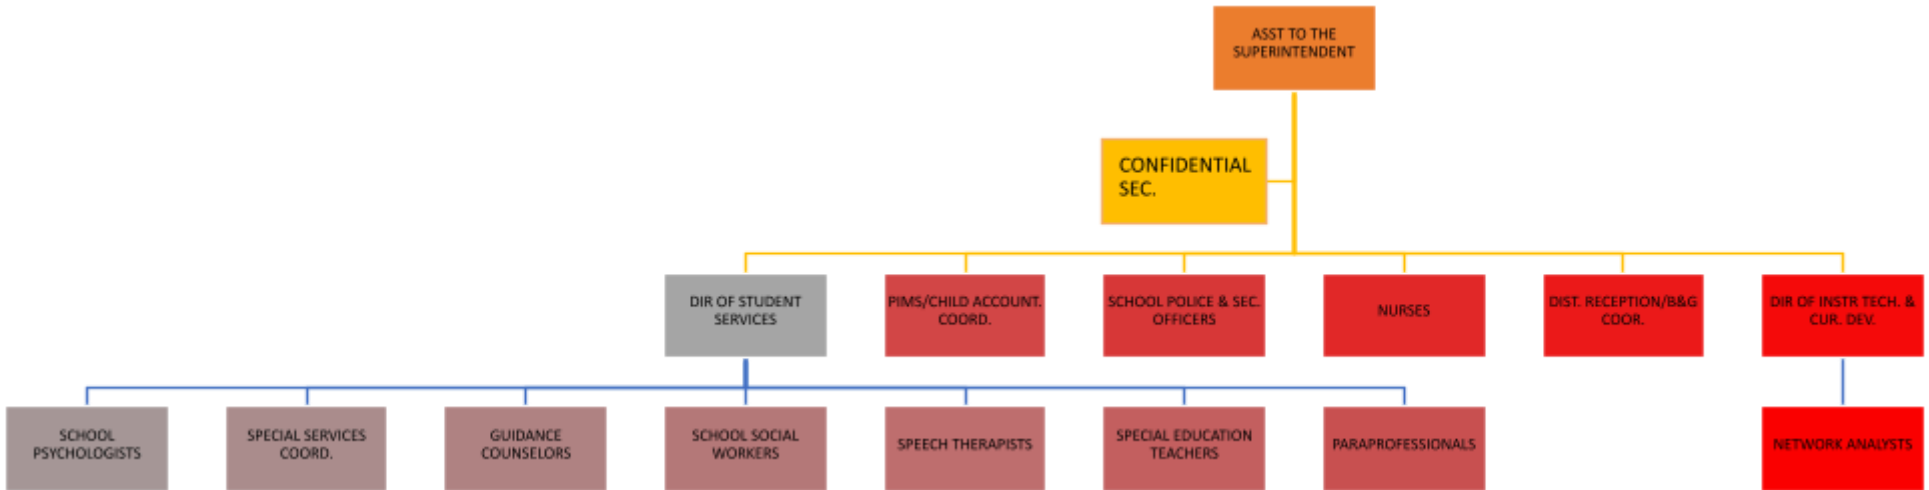 ASST TO THE
SUPERINTENDENT
CONFIDENTIAL
SEC.
DIR OF STUDENT
SERVICES
PIMS/CHILD ACCOUNT.
COORD.
SCHOOL POLICE & SEC.
OFFICERS
NURSES
DIST. RECEPTION/B&G
COOR.
DIR OF INSTR TECH. &
CUR. DEV.
SCHOOL
PSYCHOLOGISTS
SPECIAL SERVICES
COORD.
GUIDANCE
COUNSELORS
SCHOOL SOCIAL
WORKERS
SPEECH THERAPISTS
SPECIAL EDUCATION
TEACHERS
PARAPROFESSIONALS
NETWORK ANALYSTS